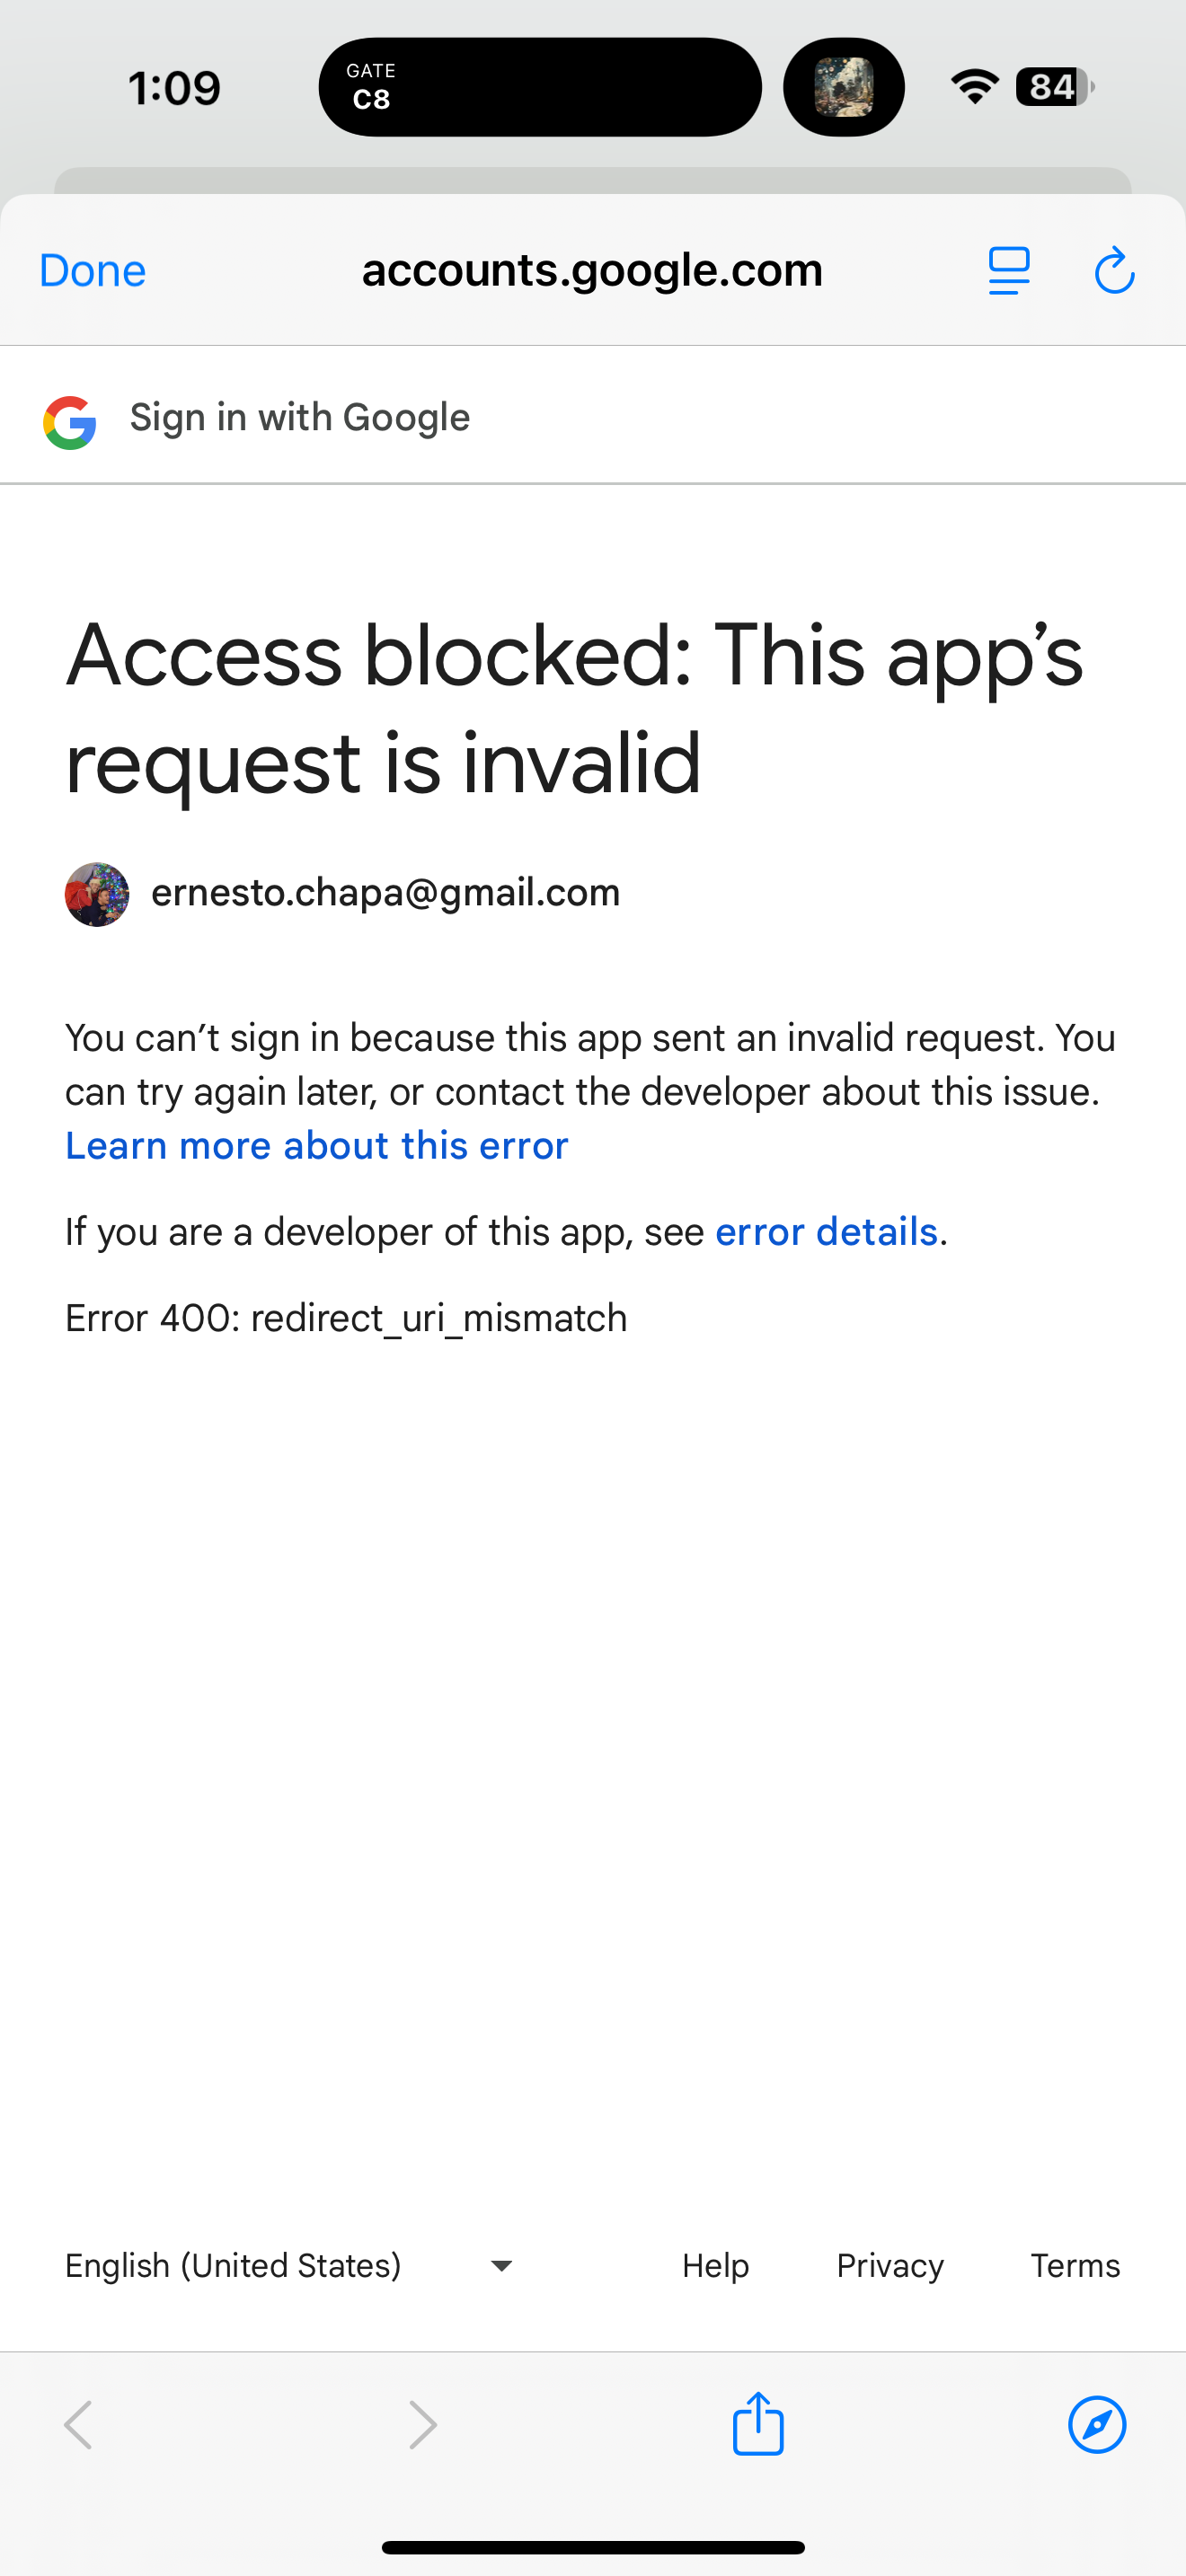 1:09
GATE
C8
84
Done
accounts.google.com
Sign in with Google
Access blocked: This app’s
request is invalid
ernesto.chapa@gmail.com
You can’t sign in because this app sent an invalid request. You
can try again later, or contact the developer about this issue.
Learn more about this error
If you are a developer of this app, see error details.
Error 400: redirect_uri_mismatch
English (United States)
Help
Privacy
Terms